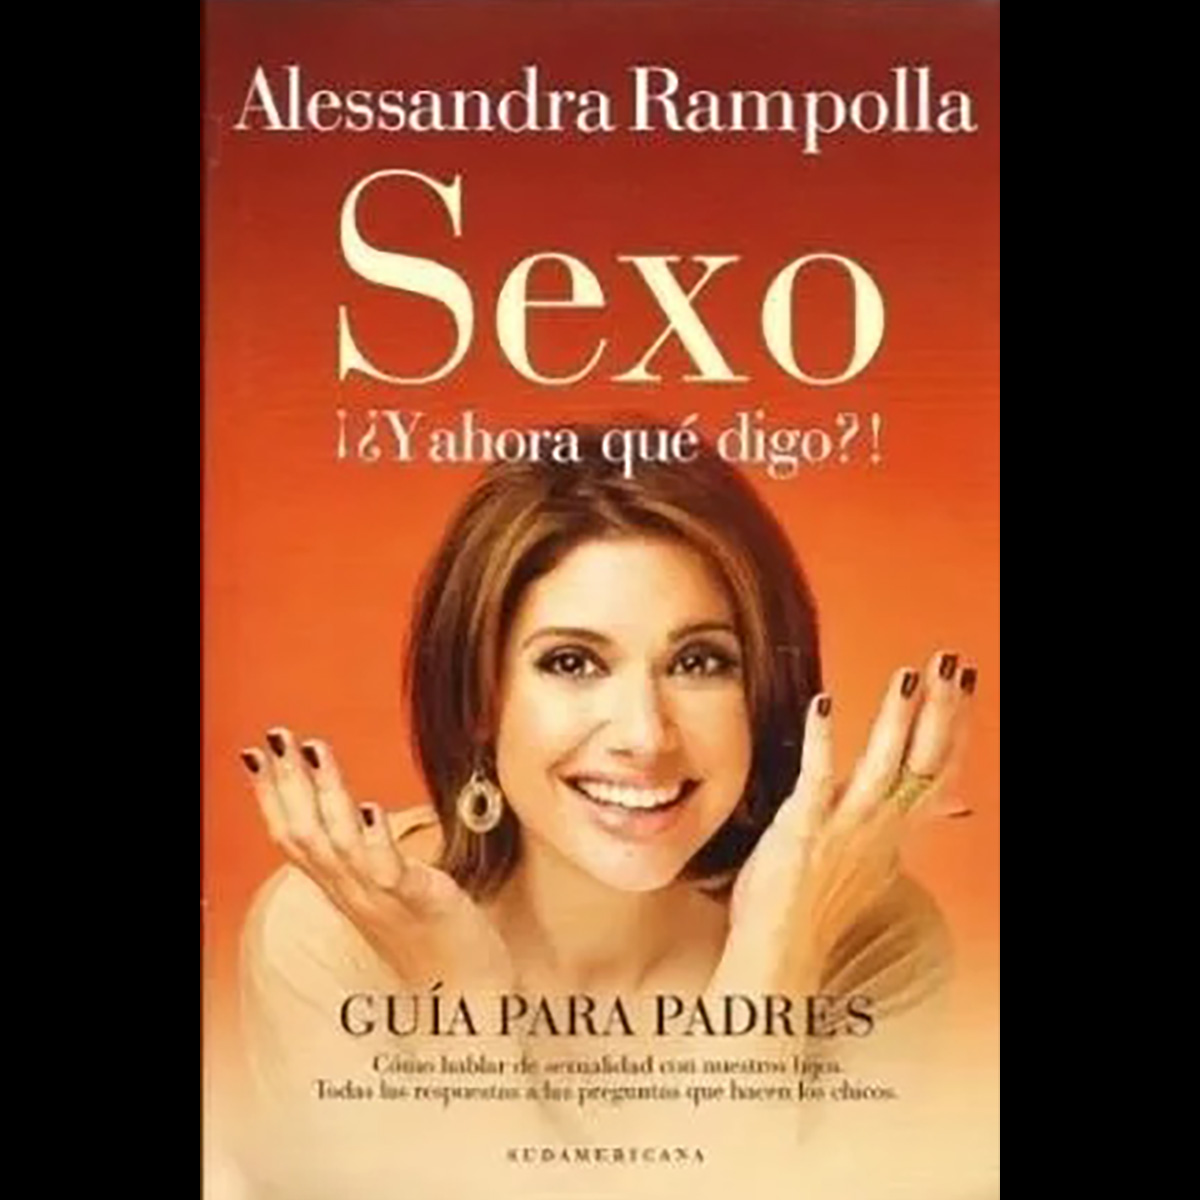 Alessandra Rampolla
Sexo
¡¿Y ahora qué digo?!
GUÍA PARA PADRES
Cómo hablar de sexualidad con nuestros hijos.
Todas las respuestas a las preguntas que hacen los chicos.
SUDAMERICANA